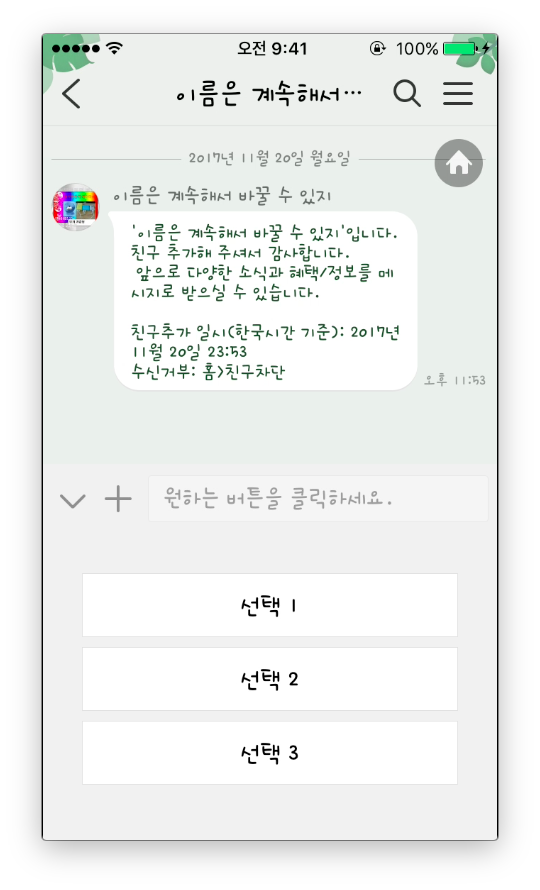 오전 9:41
100%
이름은 계속해서…
2017년 11월 20일 월요일
이름은 계속해서 바꿀 수 있지
'이름은 계속해서 바꿀 수 있지'입니다.
친구 추가해 주셔서 감사합니다.
앞으로 다양한 소식과 혜택/정보를 메
시지로 받으실 수 있습니다.
친구추가 일시(한국시간 기준): 2017년
11월 20일 23:53
수신거부: 홈>친구차단
오후 11:53
원하는 버튼을 클릭하세요.
선택 1
선택 2
선택 3